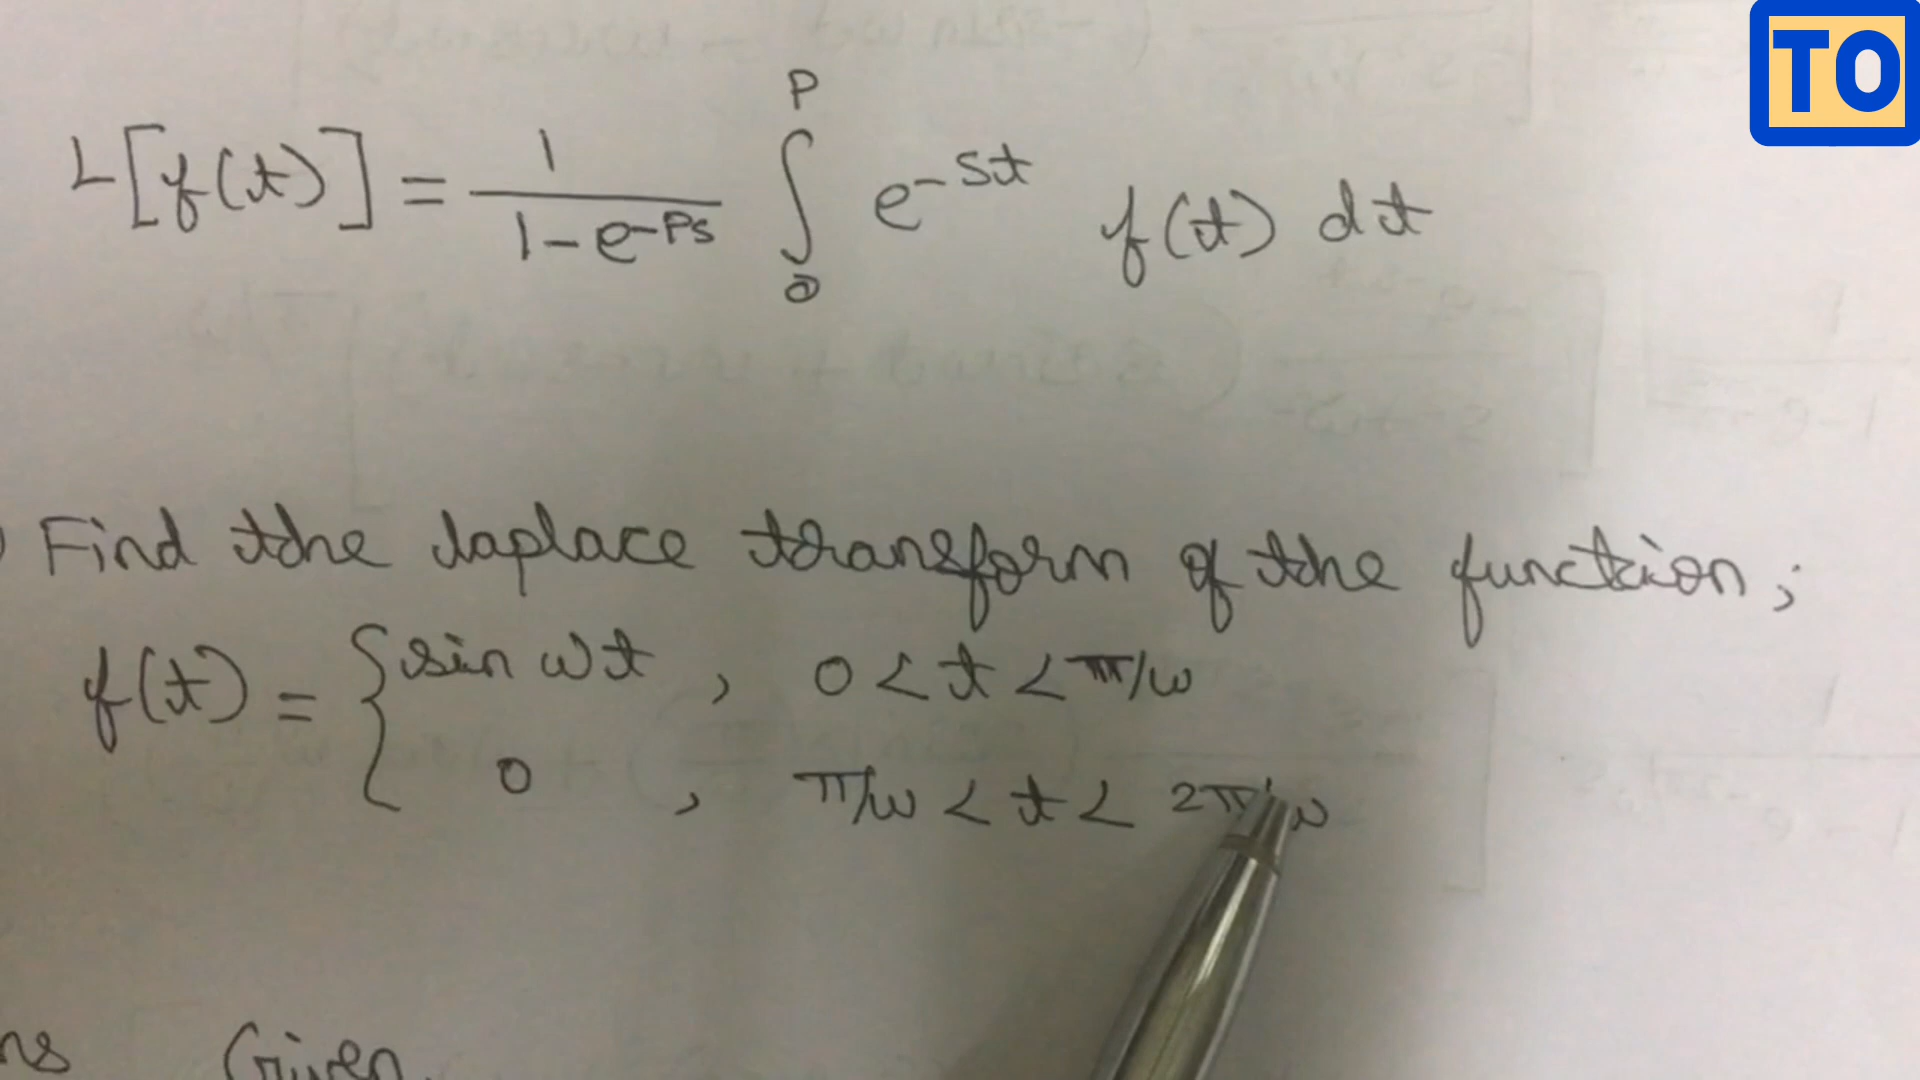 TO
L[f(t)] = 1/(1-e^-Ps) ∫₀^P e^-st f(t) dt
Find the laplace transform of the function;
f(t) = { sin ωt , 0 < t < π/ω
0 , π/ω < t < 2π/ω
ns Given